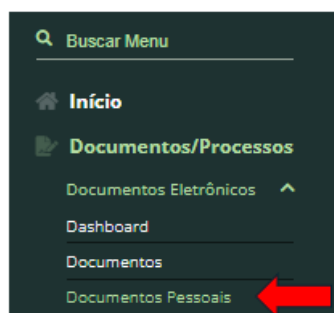 Buscar Menu
Início
Documentos/Processos
Documentos Eletrônicos
Dashboard
Documentos
Documentos Pessoais